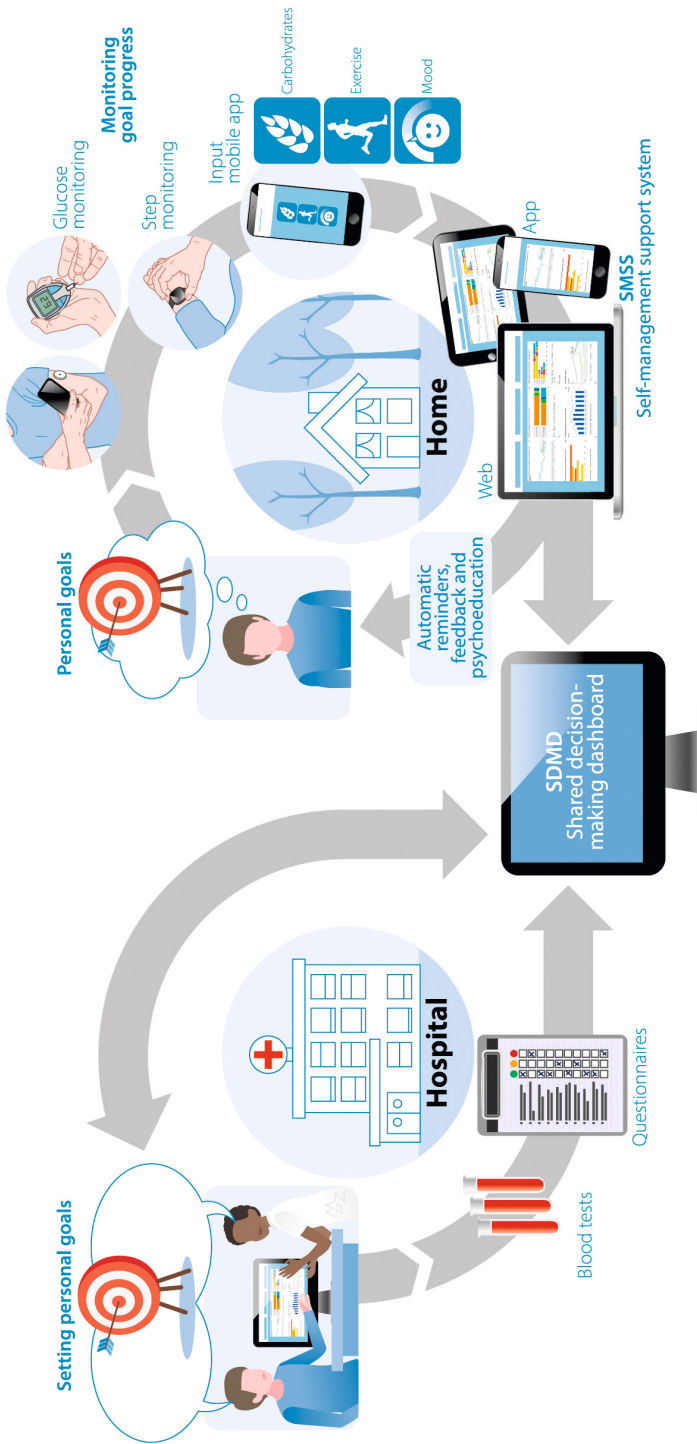 Setting personal goals
Hospital
Blood tests
Questionnaires
SDMD
Shared decision-
making dashboard
Personal goals
Automatic
reminders,
feedback and
psychoeducation
Home
Glucose
monitoring
Step
monitoring
Monitoring
goal progress
Input
mobile app
Carbohydrates
Exercise
Mood
App
Web
SMSS
Self-management support system